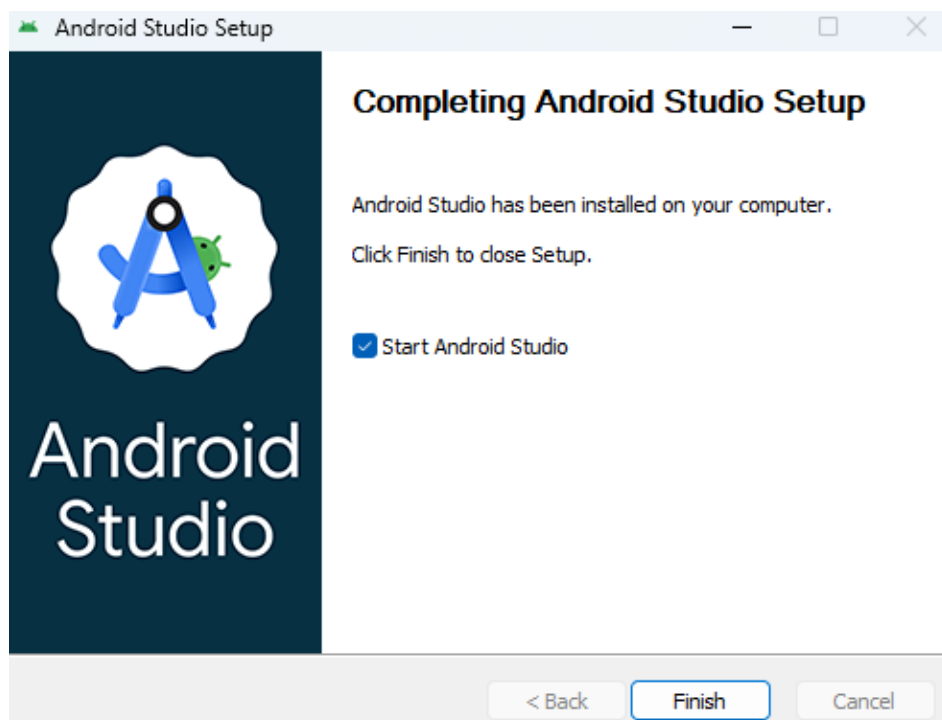 Android Studio Setup
Completing Android Studio Setup
Android Studio has been installed on your computer.
Click Finish to close Setup.
Start Android Studio
Android
Studio
< Back
Finish
Cancel